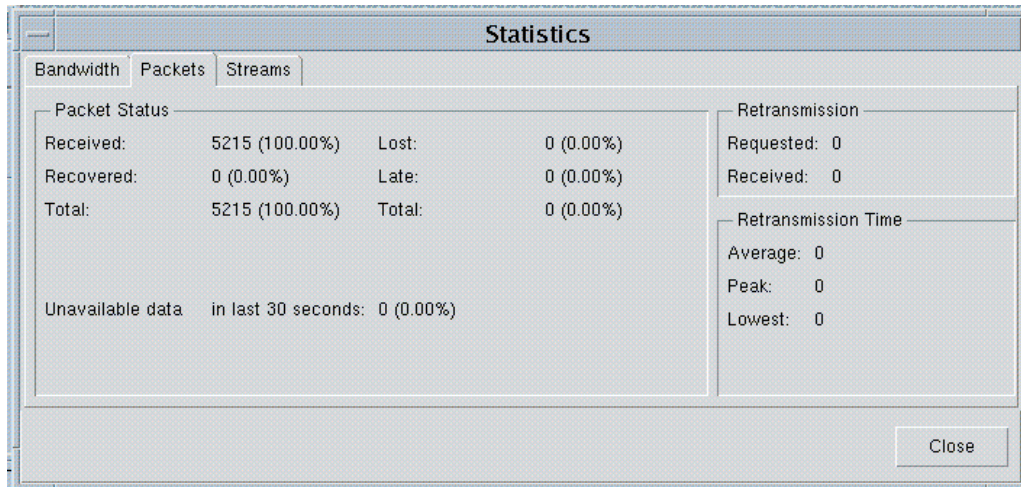 Statistics
Bandwidth Packets Streams
Packet Status
Received: 5215 (100.00%) Lost: 0 (0.00%)
Recovered: 0 (0.00%) Late: 0 (0.00%)
Total: 5215 (100.00%) Total: 0 (0.00%)
Unavailable data in last 30 seconds: 0 (0.00%)
Retransmission
Requested: 0
Received: 0
Retransmission Time
Average: 0
Peak: 0
Lowest: 0
Close